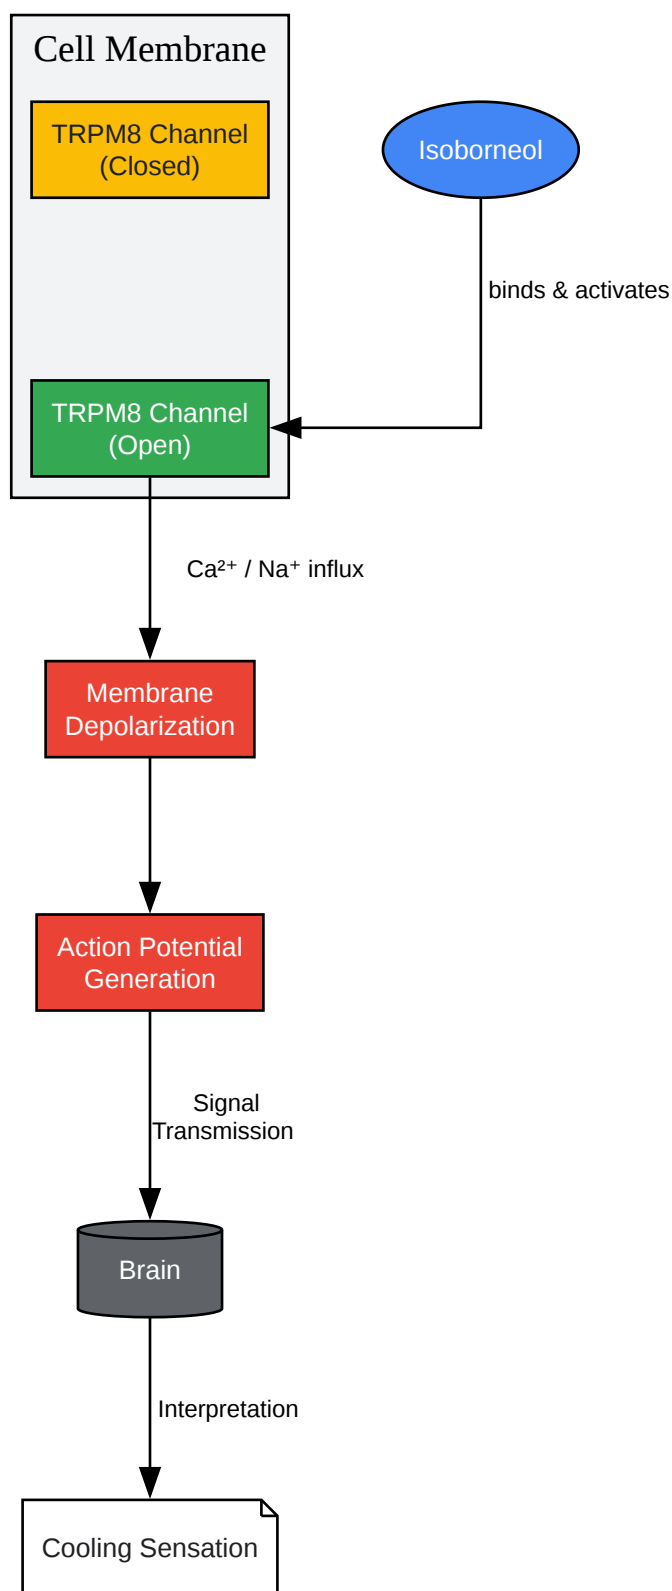 Cell Membrane
TRPM8 Channel
(Closed)
Isoborneol
binds & activates
TRPM8 Channel
(Open)
Ca²⁺ / Na⁺ influx
Membrane
Depolarization
Action Potential
Generation
Signal
Transmission
Brain
Interpretation
Cooling Sensation